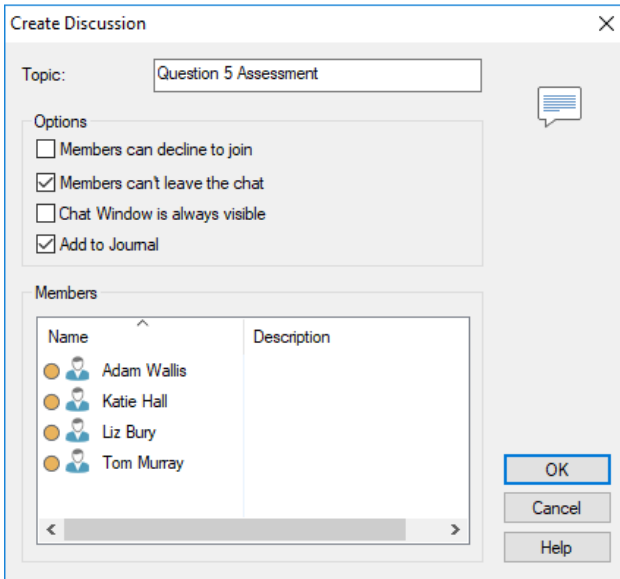 Create Discussion
Topic: Question 5 Assessment
Options
Members can decline to join
Members can't leave the chat
Chat Window is always visible
Add to Journal
Members
Name Description
Adam Wallis
Katie Hall
Liz Bury
Tom Murray
OK
Cancel
Help